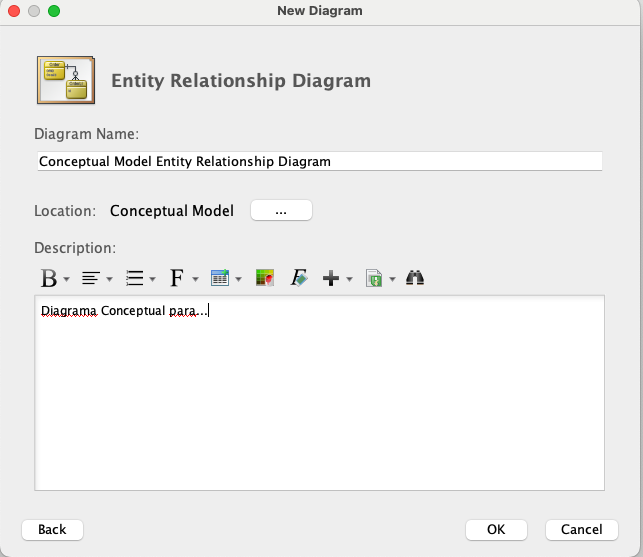 New Diagram
Entity Relationship Diagram
Diagram Name:
Conceptual Model Entity Relationship Diagram
Location: Conceptual Model ...
Description:
B F F
Diagrama Conceptual para...
Back OK Cancel